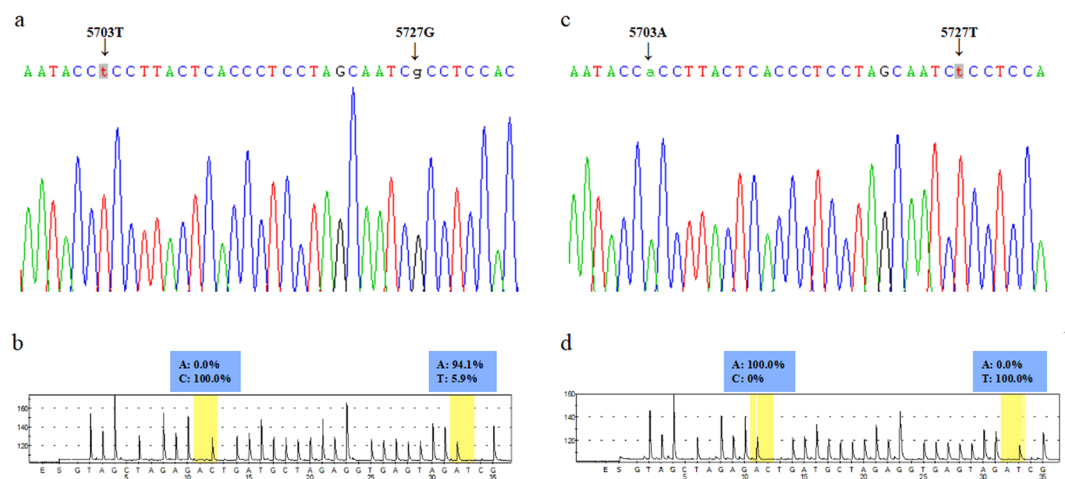 a
5703T 5727G
AATACCtCCTTACTCACCCTCCTAGCAATCgCCTCCAC
c
5703A 5727T
AATACCaCCTTACTCACCCTCCTAGCAATCtCCTCCA
b
A: 0.0%
C: 100.0%
A: 94.1%
T: 5.9%
160
140
120
E S G T A G C T A G A G A T T G A T G C T A G A G G T G A G T A G A T C G
5 10 15 20 25 30 35
d
A: 100.0%
C: 0%
A: 0.0%
T: 100.0%
160
140
120
E S G T A G C T A G A G A C T G A T G C T A G A G G T G A G T A G A T C G
5 10 15 20 25 30 35